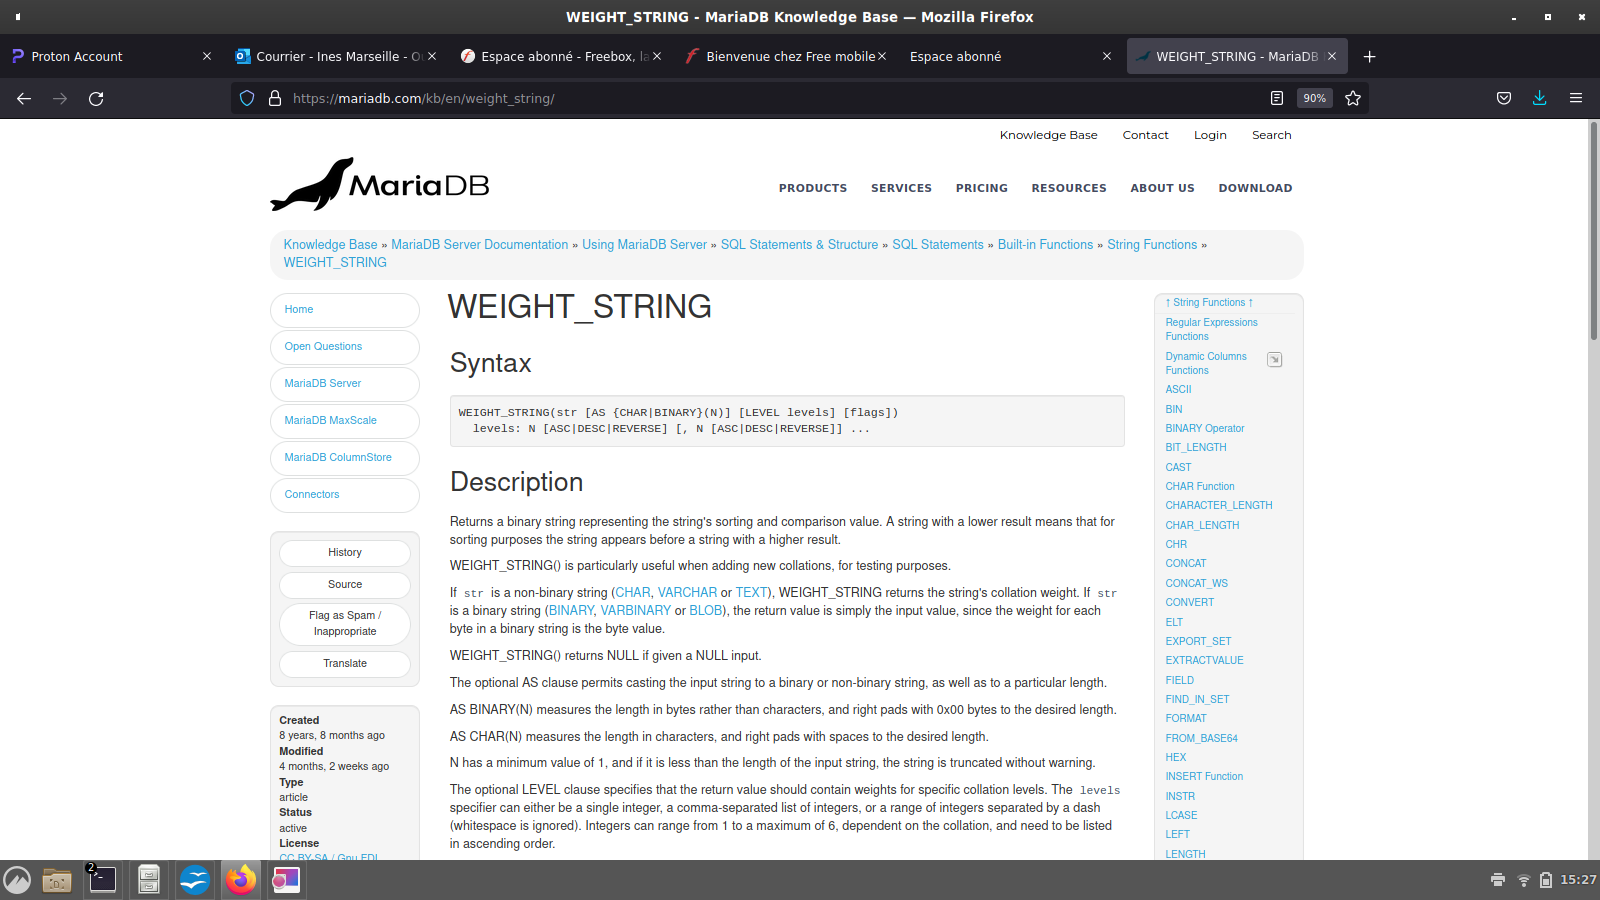 WEIGHT_STRING - MariaDB Knowledge Base — Mozilla Firefox
Proton Account
Courrier - Ines Marseille - O
Espace abonné - Freebox, la
Bienvenue chez Free mobile
Espace abonné
WEIGHT_STRING - MariaDB
https://mariadb.com/kb/en/weight_string/
90%
Knowledge Base
Contact
Login
Search
MariaDB
PRODUCTS
SERVICES
PRICING
RESOURCES
ABOUT US
DOWNLOAD
Knowledge Base » MariaDB Server Documentation » Using MariaDB Server » SQL Statements & Structure » SQL Statements » Built-in Functions » String Functions »
WEIGHT_STRING
Home
Open Questions
MariaDB Server
MariaDB MaxScale
MariaDB ColumnStore
Connectors
History
Source
Flag as Spam /
Inappropriate
Translate
Created
8 years, 8 months ago
Modified
4 months, 2 weeks ago
Type
article
Status
active
License
CC BY-SA / Gnu FDL
WEIGHT_STRING
Syntax
WEIGHT_STRING(str [AS {CHAR|BINARY}(N)] [LEVEL levels] [flags])
levels: N [ASC|DESC|REVERSE] [, N [ASC|DESC|REVERSE]] ...
Description
Returns a binary string representing the string's sorting and comparison value. A string with a lower result means that for
sorting purposes the string appears before a string with a higher result.
WEIGHT_STRING() is particularly useful when adding new collations, for testing purposes.
If str is a non-binary string (CHAR, VARCHAR or TEXT), WEIGHT_STRING returns the string's collation weight. If str
is a binary string (BINARY, VARBINARY or BLOB), the return value is simply the input value, since the weight for each
byte in a binary string is the byte value.
WEIGHT_STRING() returns NULL if given a NULL input.
The optional AS clause permits casting the input string to a binary or non-binary string, as well as to a particular length.
AS BINARY(N) measures the length in bytes rather than characters, and right pads with 0x00 bytes to the desired length.
AS CHAR(N) measures the length in characters, and right pads with spaces to the desired length.
N has a minimum value of 1, and if it is less than the length of the input string, the string is truncated without warning.
The optional LEVEL clause specifies that the return value should contain weights for specific collation levels. The levels
specifier can either be a single integer, a comma-separated list of integers, or a range of integers separated by a dash
(whitespace is ignored). Integers can range from 1 to a maximum of 6, dependent on the collation, and need to be listed
in ascending order.
↑ String Functions ↑
Regular Expressions
Functions
Dynamic Columns
Functions
ASCII
BIN
BINARY Operator
BIT_LENGTH
CAST
CHAR Function
CHARACTER_LENGTH
CHAR_LENGTH
CHR
CONCAT
CONCAT_WS
CONVERT
ELT
EXPORT_SET
EXTRACTVALUE
FIELD
FIND_IN_SET
FORMAT
FROM_BASE64
HEX
INSERT Function
INSTR
LCASE
LEFT
LENGTH
2
15:27